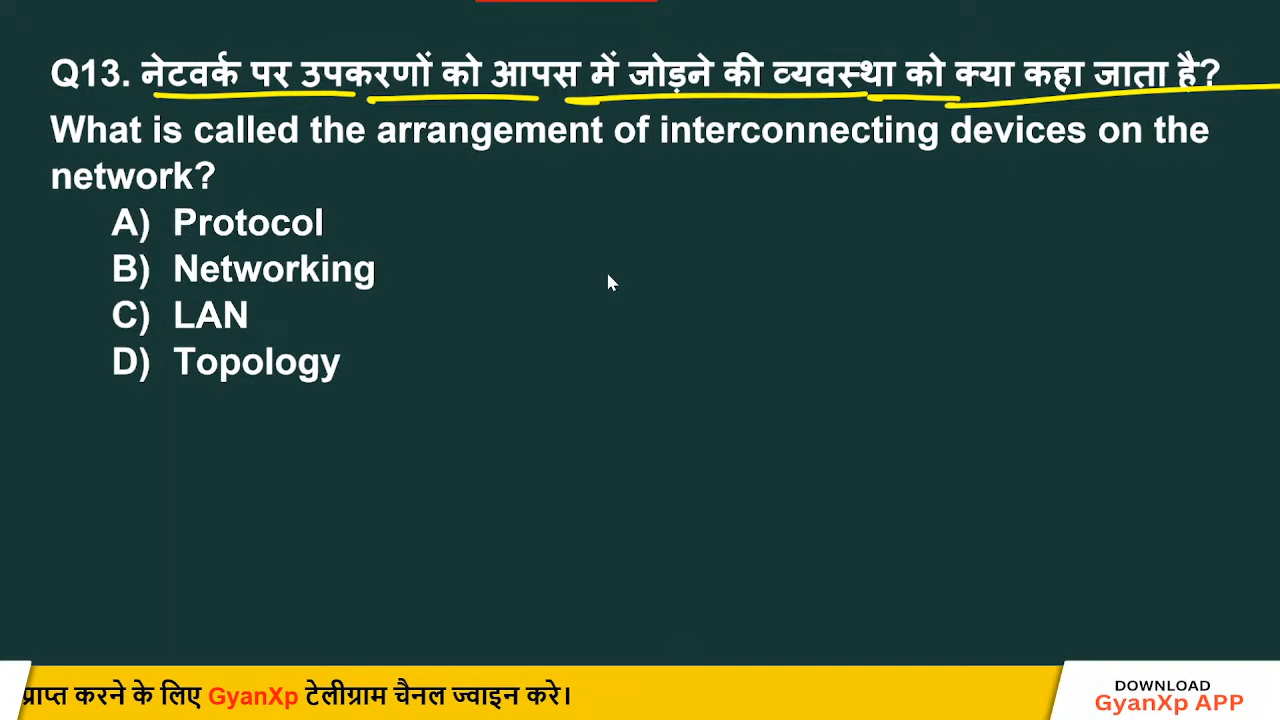 Q13. नेटवर्क पर उपकरणों को आपस में जोड़ने की व्यवस्था को क्या कहा जाता है?
What is called the arrangement of interconnecting devices on the
network?
A) Protocol
B) Networking
C) LAN
D) Topology
प्राप्त करने के लिए GyanXp टेलीग्राम चैनल ज्वाइन करे।
DOWNLOAD
GyanXp APP